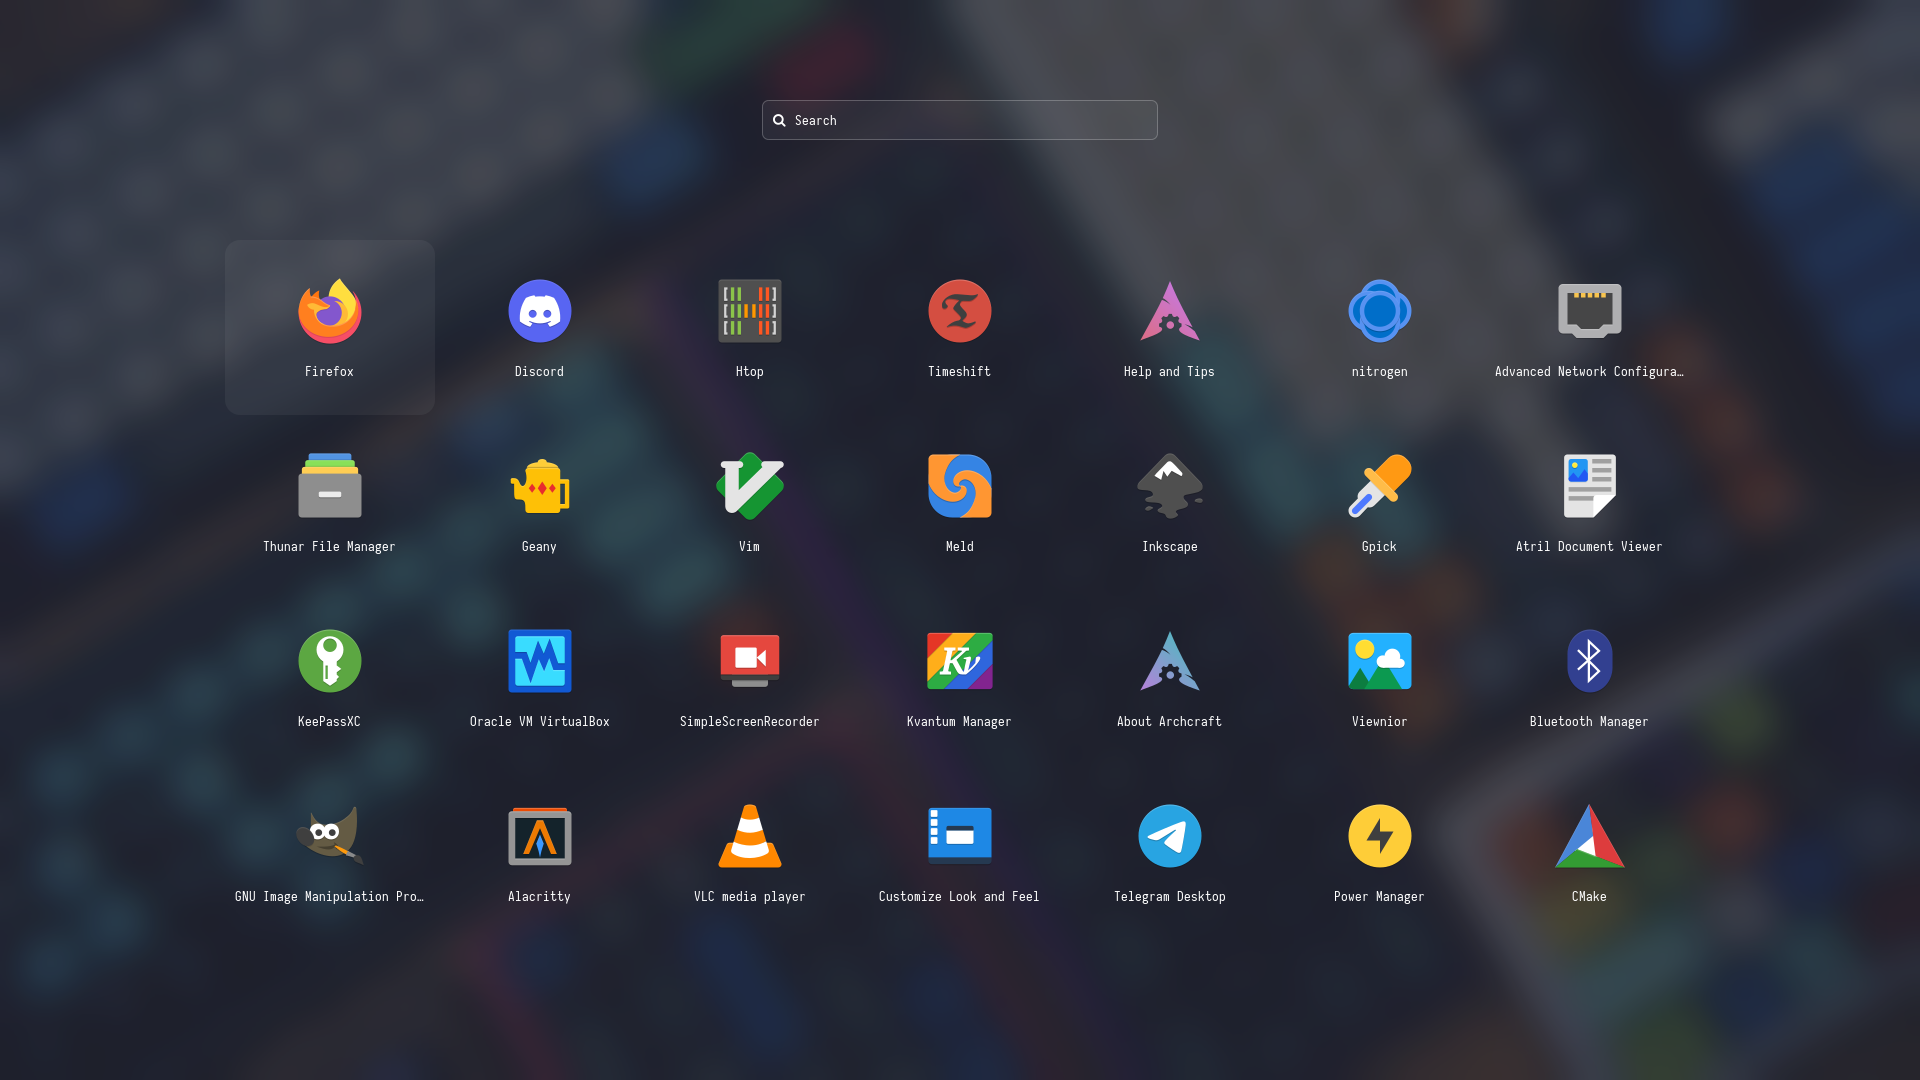 Search
Firefox
Discord
Htop
Timeshift
Help and Tips
nitrogen
Advanced Network Configura…
Thunar File Manager
Geany
Vim
Meld
Inkscape
Gpick
Atril Document Viewer
KeePassXC
Oracle VM VirtualBox
SimpleScreenRecorder
Kv
Kvantum Manager
About Archcraft
Viewnior
Bluetooth Manager
GNU Image Manipulation Pro…
Alacritty
VLC media player
Customize Look and Feel
Telegram Desktop
Power Manager
CMake